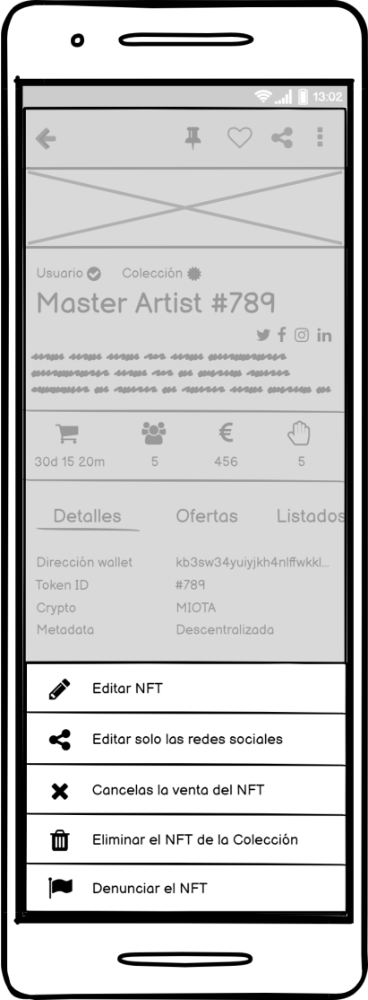 13:02
Usuario Colección
Master Artist #789
30d 15 20m 5 456 5
Detalles Ofertas Listados
Dirección wallet kb3sw34yuiyjkh4nlffwkkl...
Token ID #789
Crypto MIOTA
Metadata Descentralizada
Editar NFT
Editar solo las redes sociales
Cancelas la venta del NFT
Eliminar el NFT de la Colección
Denunciar el NFT